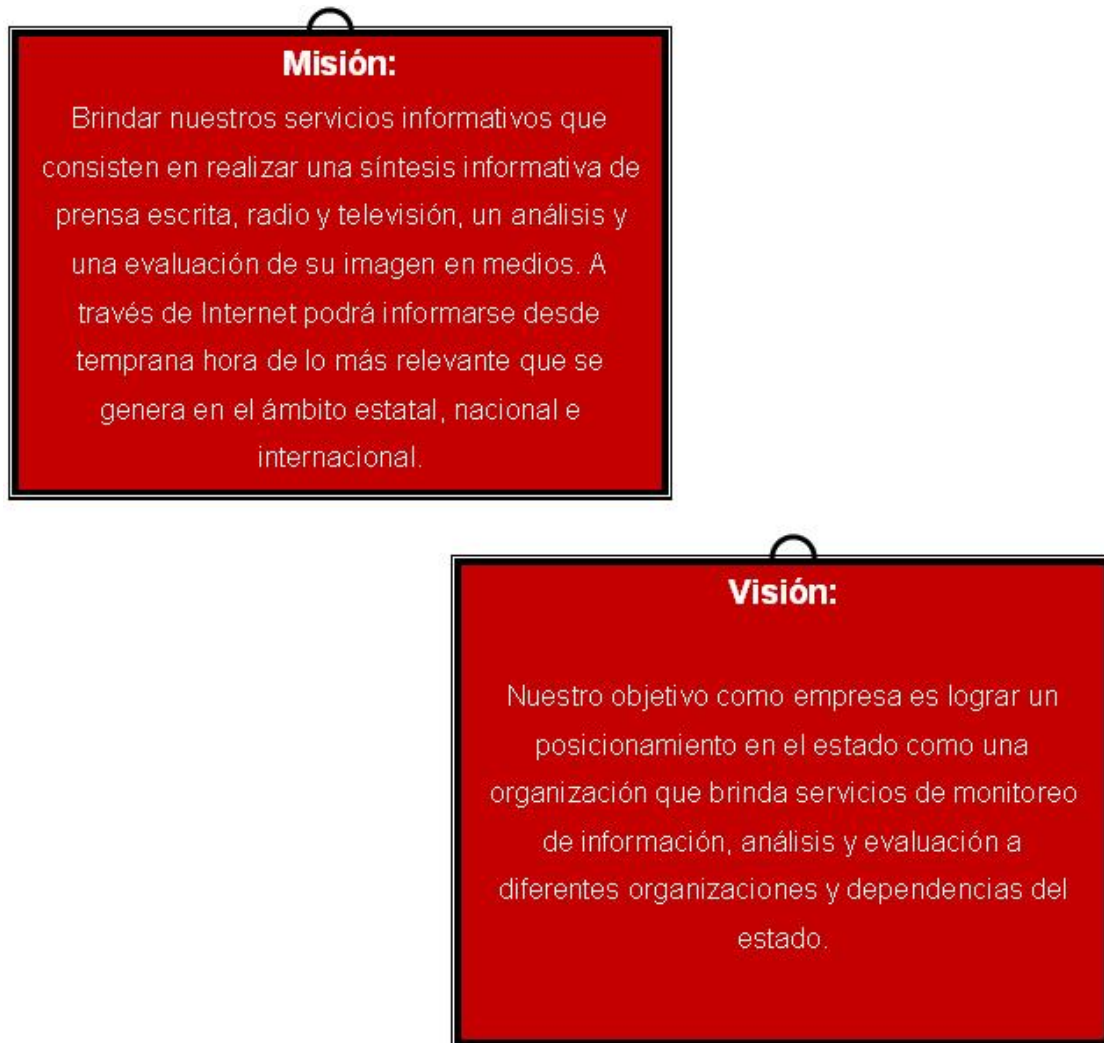 Misión:
Brindar nuestros servicios informativos que
consisten en realizar una síntesis informativa de
prensa escrita, radio y televisión, un análisis y
una evaluación de su imagen en medios. A
través de Internet podrá informarse desde
temprana hora de lo más relevante que se
genera en el ámbito estatal, nacional e
internacional.
Visión:
Nuestro objetivo como empresa es lograr un
posicionamiento en el estado como una
organización que brinda servicios de monitoreo
de información, análisis y evaluación a
diferentes organizaciones y dependencias del
estado.